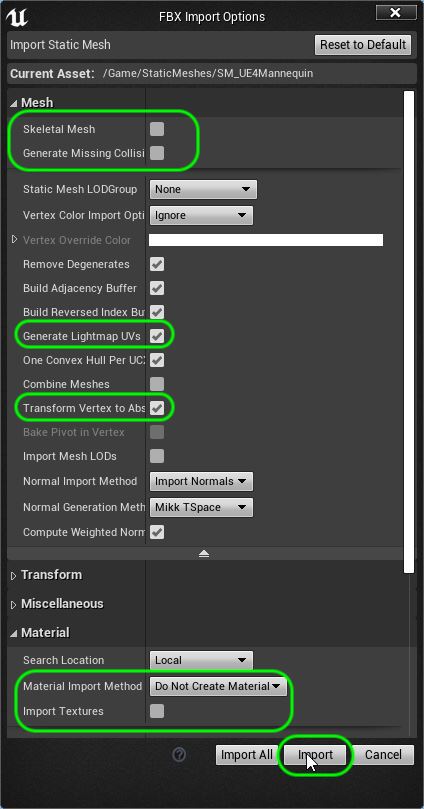 FBX Import Options
Import Static Mesh Reset to Default
Current Asset: /Game/StaticMeshes/SM_UE4Mannequin
Mesh
Skeletal Mesh
Generate Missing Collisi
Static Mesh LODGroup None
Vertex Color Import Opti Ignore
Vertex Override Color
Remove Degenerates
Build Adjacency Buffer
Build Reversed Index Bu
Generate Lightmap UVs
One Convex Hull Per UCX
Combine Meshes
Transform Vertex to Abs
Bake Pivot in Vertex
Import Mesh LODs
Normal Import Method Import Normals
Normal Generation Meth Mikk TSpace
Compute Weighted Norm
Transform
Miscellaneous
Material
Search Location Local
Material Import Method Do Not Create Material
Import Textures
? Import All Import Cancel